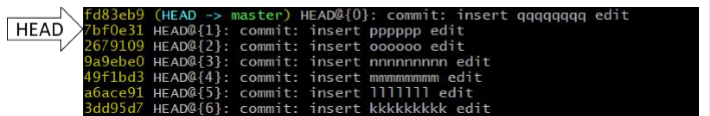 HEAD
fd83eb9 (HEAD -> master) HEAD@{0}: commit: insert qqqqqqqq edit
7bf0e31 HEAD@{1}: commit: insert pppppp edit
2679109 HEAD@{2}: commit: insert oooooo edit
9a9ebe0 HEAD@{3}: commit: insert nnnnnnnnn edit
49f1bd3 HEAD@{4}: commit: insert mmmmmmmmm edit
a6ace91 HEAD@{5}: commit: insert lllllll edit
3dd95d7 HEAD@{6}: commit: insert kkkkkkkkk edit